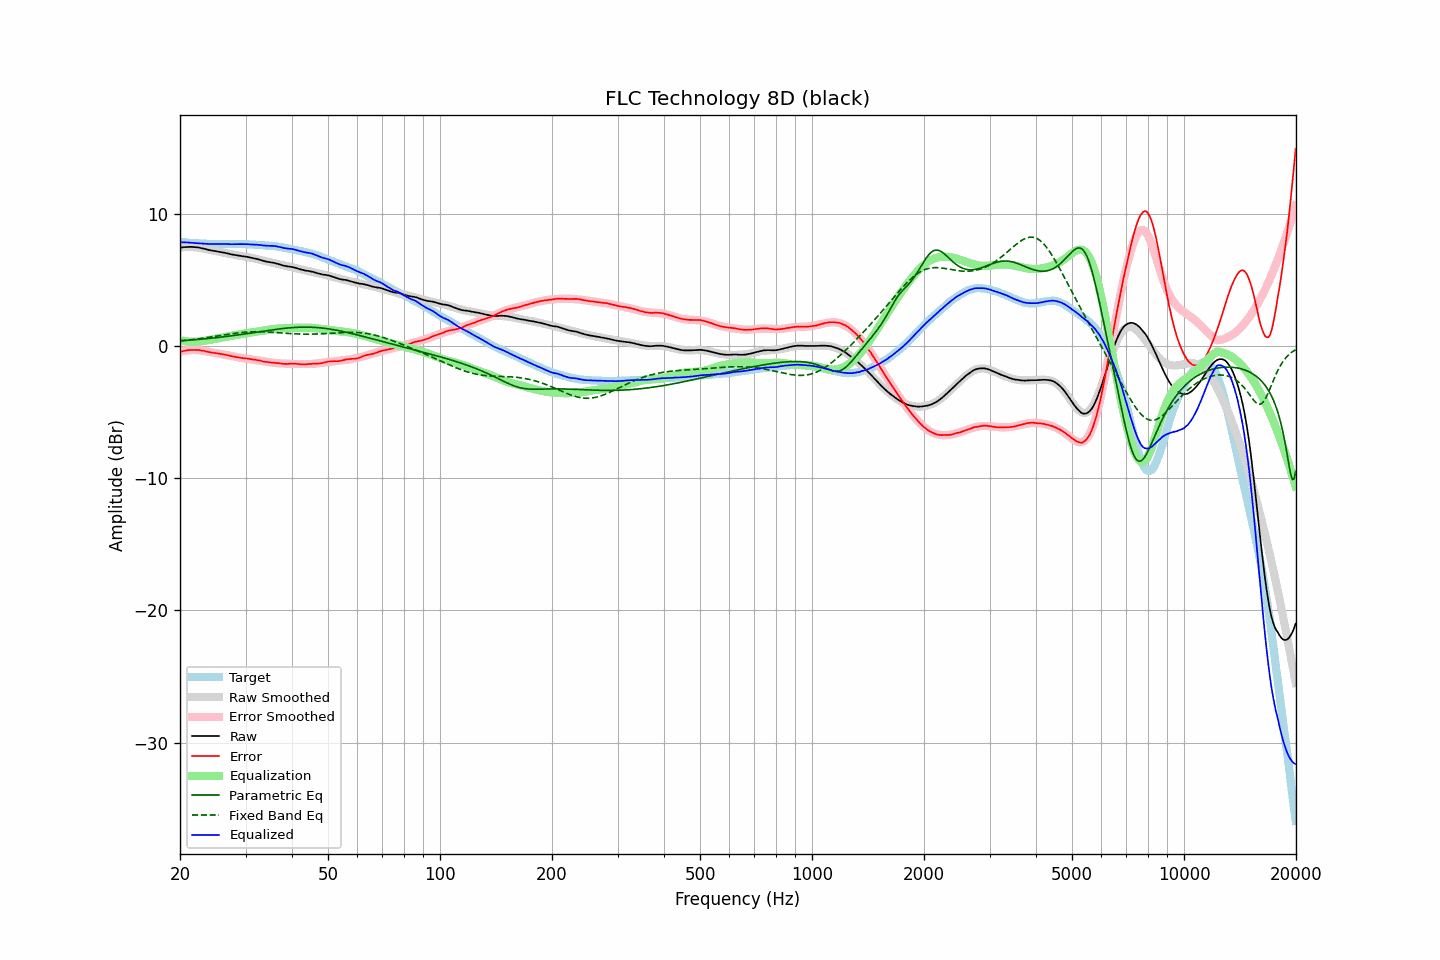 FLC Technology 8D (black)
Amplitude (dBr)
10
0
−10
−20
−30
Target
Raw Smoothed
Error Smoothed
Raw
Error
Equalization
Parametric Eq
Fixed Band Eq
Equalized
20 50 100 200 500 1000 2000 5000 10000 20000
Frequency (Hz)